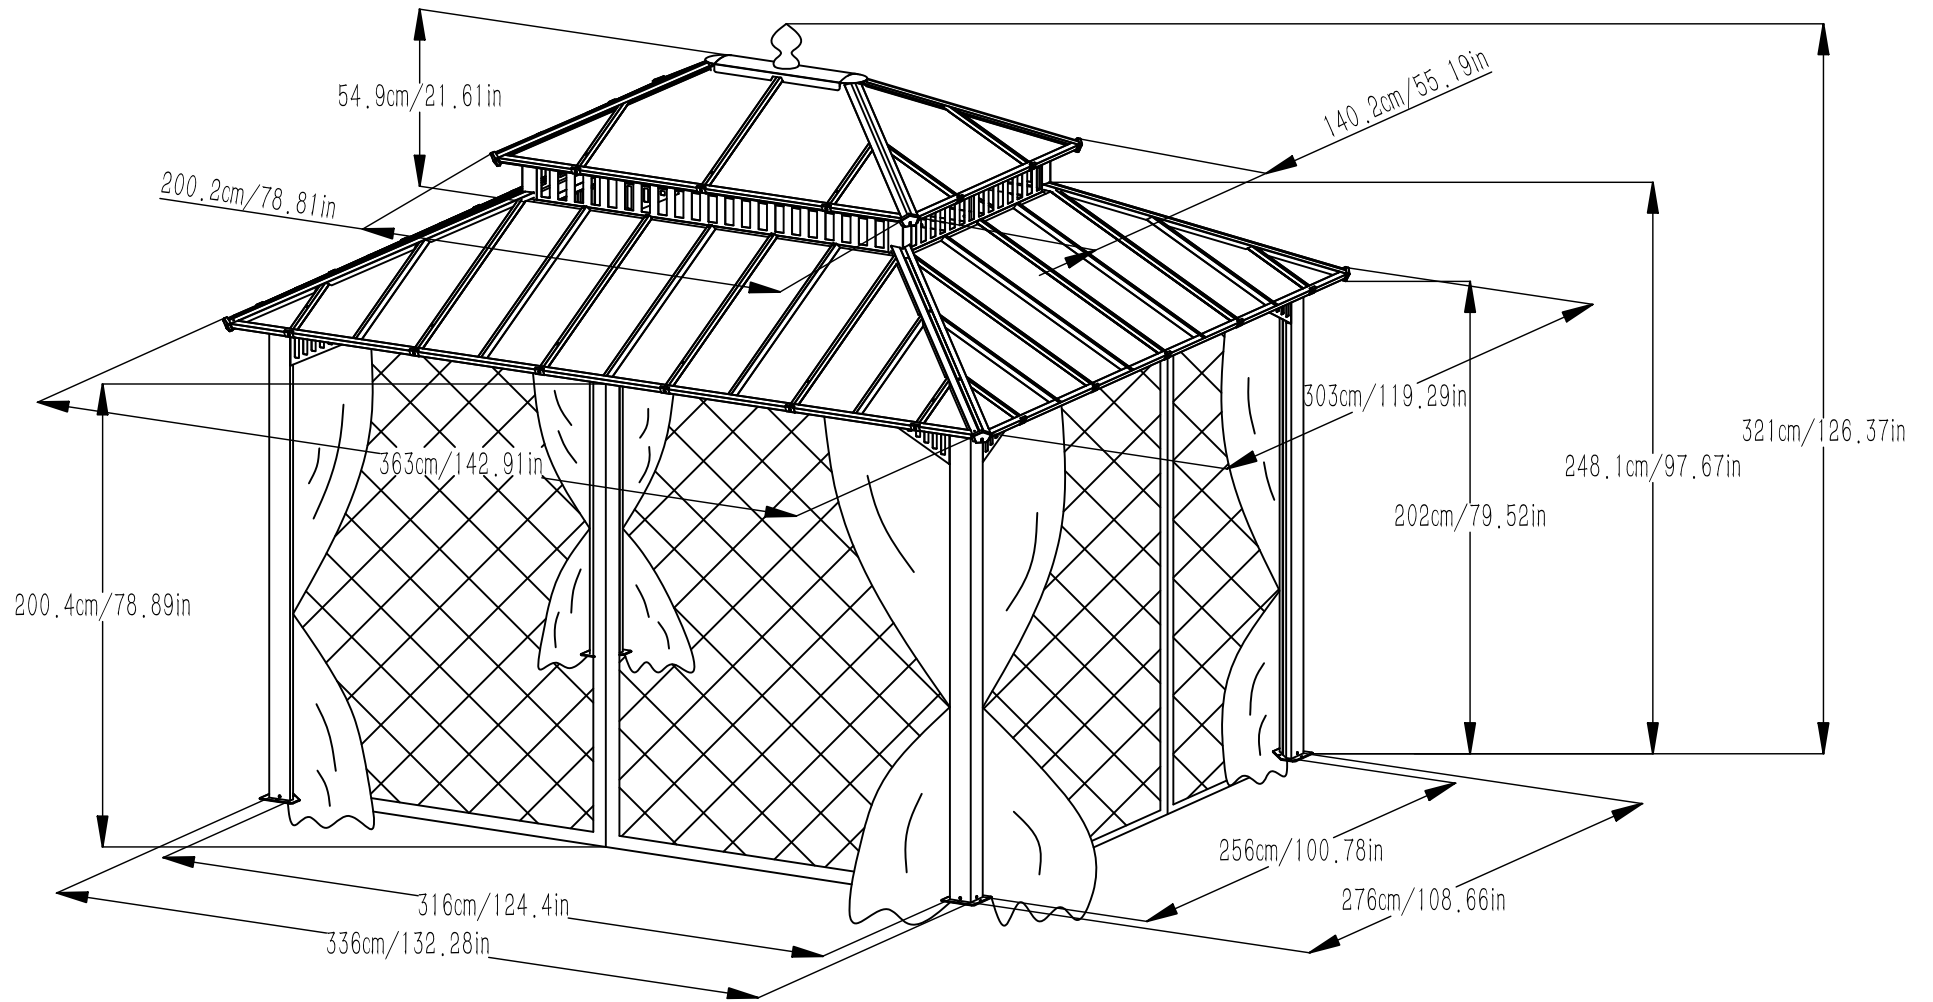 54.9cm/21.61in
140.2cm/55.19in
200.2cm/78.81in
303cm/119.29in
321cm/126.37in
363cm/142.91in
248.1cm/97.67in
202cm/79.52in
200.4cm/78.89in
256cm/100.78in
316cm/124.4in
276cm/108.66in
336cm/132.28in